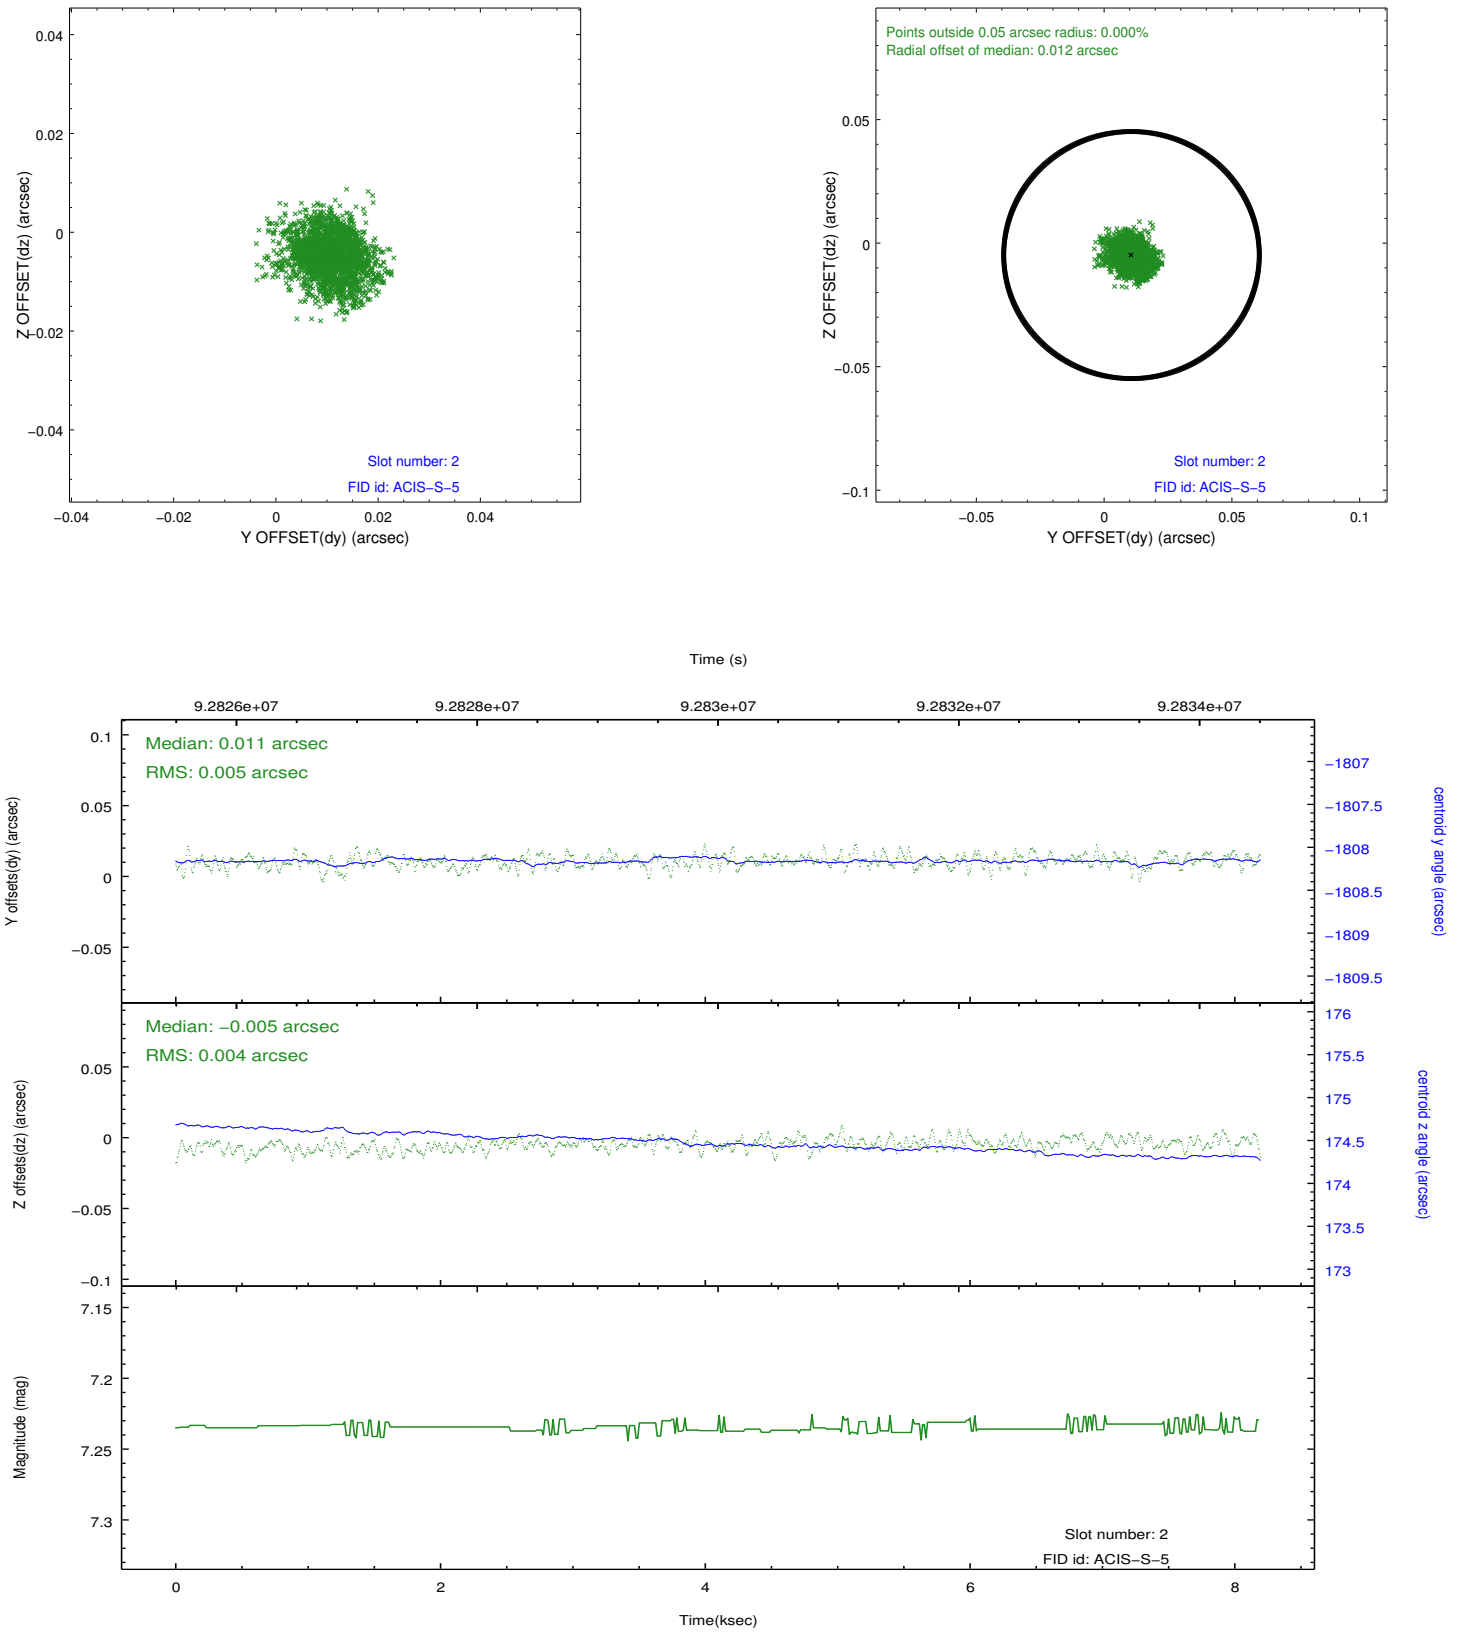 0.04
0.02
0
−0.02
−0.04
Z OFFSET(dz) (arcsec)
Slot number: 2
FID id: ACIS−S−5
−0.04
−0.02
0
0.02
0.04
Y OFFSET(dy) (arcsec)
Points outside 0.05 arcsec radius: 0.000%
Radial offset of median: 0.012 arcsec
0.05
0
−0.05
−0.1
Z OFFSET(dz) (arcsec)
Slot number: 2
FID id: ACIS−S−5
−0.05
0
0.05
0.1
Y OFFSET(dy) (arcsec)
Time (s)
9.2826e+07
9.2828e+07
9.283e+07
9.2832e+07
9.2834e+07
Median: 0.011 arcsec
RMS: 0.005 arcsec
0.1
0.05
0
−0.05
Y offsets(dy) (arcsec)
−1807
−1807.5
−1808
−1808.5
−1809
−1809.5
centroid y angle (arcsec)
Median: −0.005 arcsec
RMS: 0.004 arcsec
0.05
0
−0.05
−0.1
Z offsets(dz) (arcsec)
176
175.5
175
174.5
174
173.5
173
centroid z angle (arcsec)
7.15
7.2
7.25
7.3
Magnitude (mag)
Slot number: 2
FID id: ACIS−S−5
0
2
4
6
8
Time(ksec)